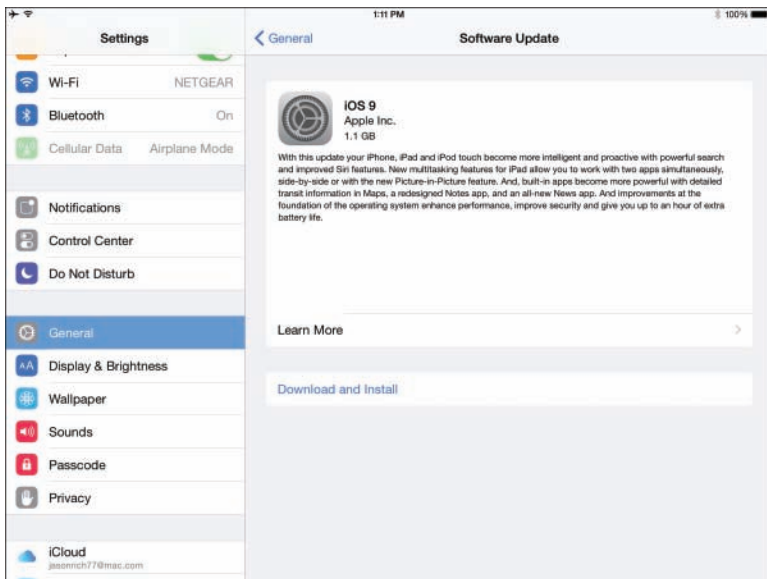 1:11 PM
100%
Settings
General
Software Update
Wi-Fi
NETGEAR
Bluetooth
On
Cellular Data
Airplane Mode
Notifications
Control Center
Do Not Disturb
General
Display & Brightness
Wallpaper
Sounds
Passcode
Privacy
iCloud
jasonrich77@mac.com
iOS 9
Apple Inc.
1.1 GB
With this update your iPhone, iPad and iPod touch become more intelligent and proactive with powerful search
and improved Siri features. New multitasking features for iPad allow you to work with two apps simultaneously,
side-by-side or with the new Picture-in-Picture feature. And, built-in apps become more powerful with detailed
transit information in Maps, a redesigned Notes app, and an all-new News app. And improvements at the
foundation of the operating system enhance performance, improve security and give you up to an hour of extra
battery life.
Learn More
Download and Install